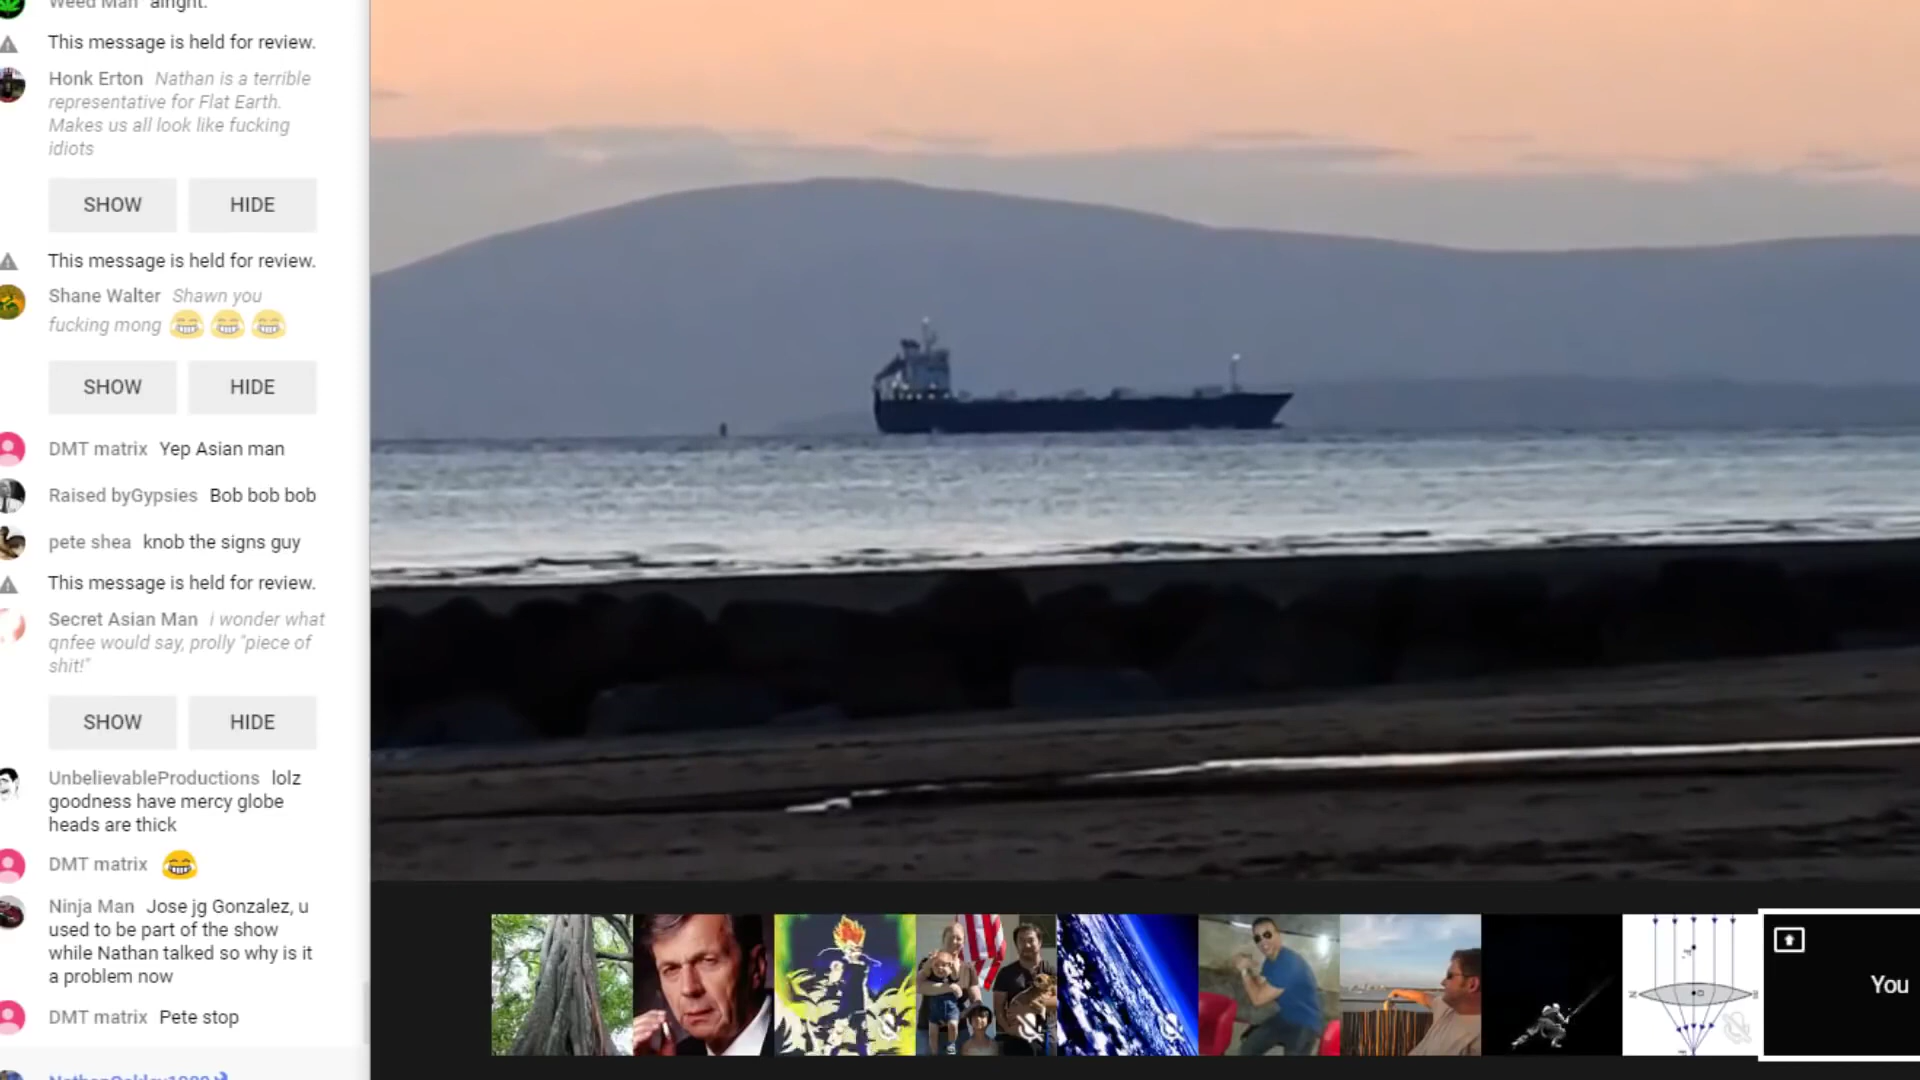 Weed Man alright.
This message is held for review.
Honk Erton Nathan is a terrible
representative for Flat Earth.
Makes us all look like fucking
idiots
SHOW HIDE
This message is held for review.
Shane Walter Shawn you
fucking mong 😂 😂 😂
SHOW HIDE
DMT matrix Yep Asian man
Raised byGypsies Bob bob bob
pete shea knob the signs guy
This message is held for review.
Secret Asian Man i wonder what
qnfee would say, prolly "piece of
shit!"
SHOW HIDE
UnbelievableProductions lolz
goodness have mercy globe
heads are thick
DMT matrix 😂
Ninja Man Jose jg Gonzalez, u
used to be part of the show
while Nathan talked so why is it
a problem now
DMT matrix Pete stop
You